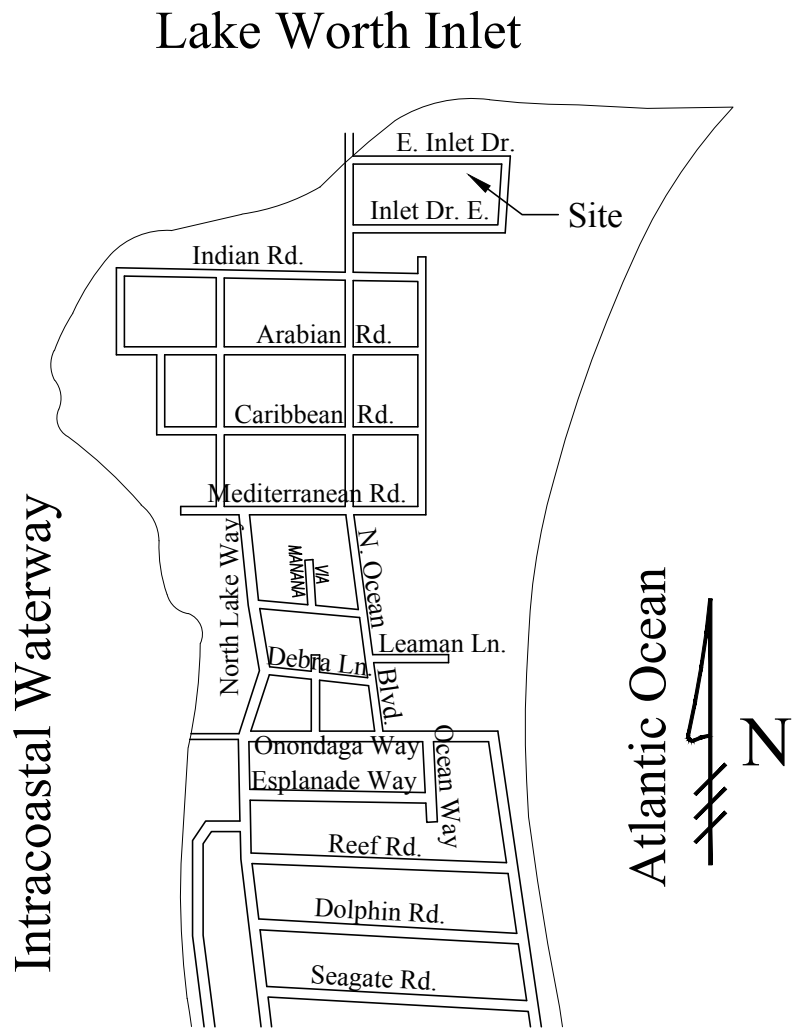 Lake Worth Inlet
E. Inlet Dr.
Inlet Dr. E.
Site
Indian Rd.
Arabian Rd.
Caribbean Rd.
Mediterranean Rd.
North Lake Way
VIA
MANANA
N. Ocean Blvd.
Leaman Ln.
Debra Ln.
Onondaga Way
Ocean Way
Esplanade Way
Reef Rd.
Dolphin Rd.
Seagate Rd.
Intracoastal Waterway
Atlantic Ocean
N